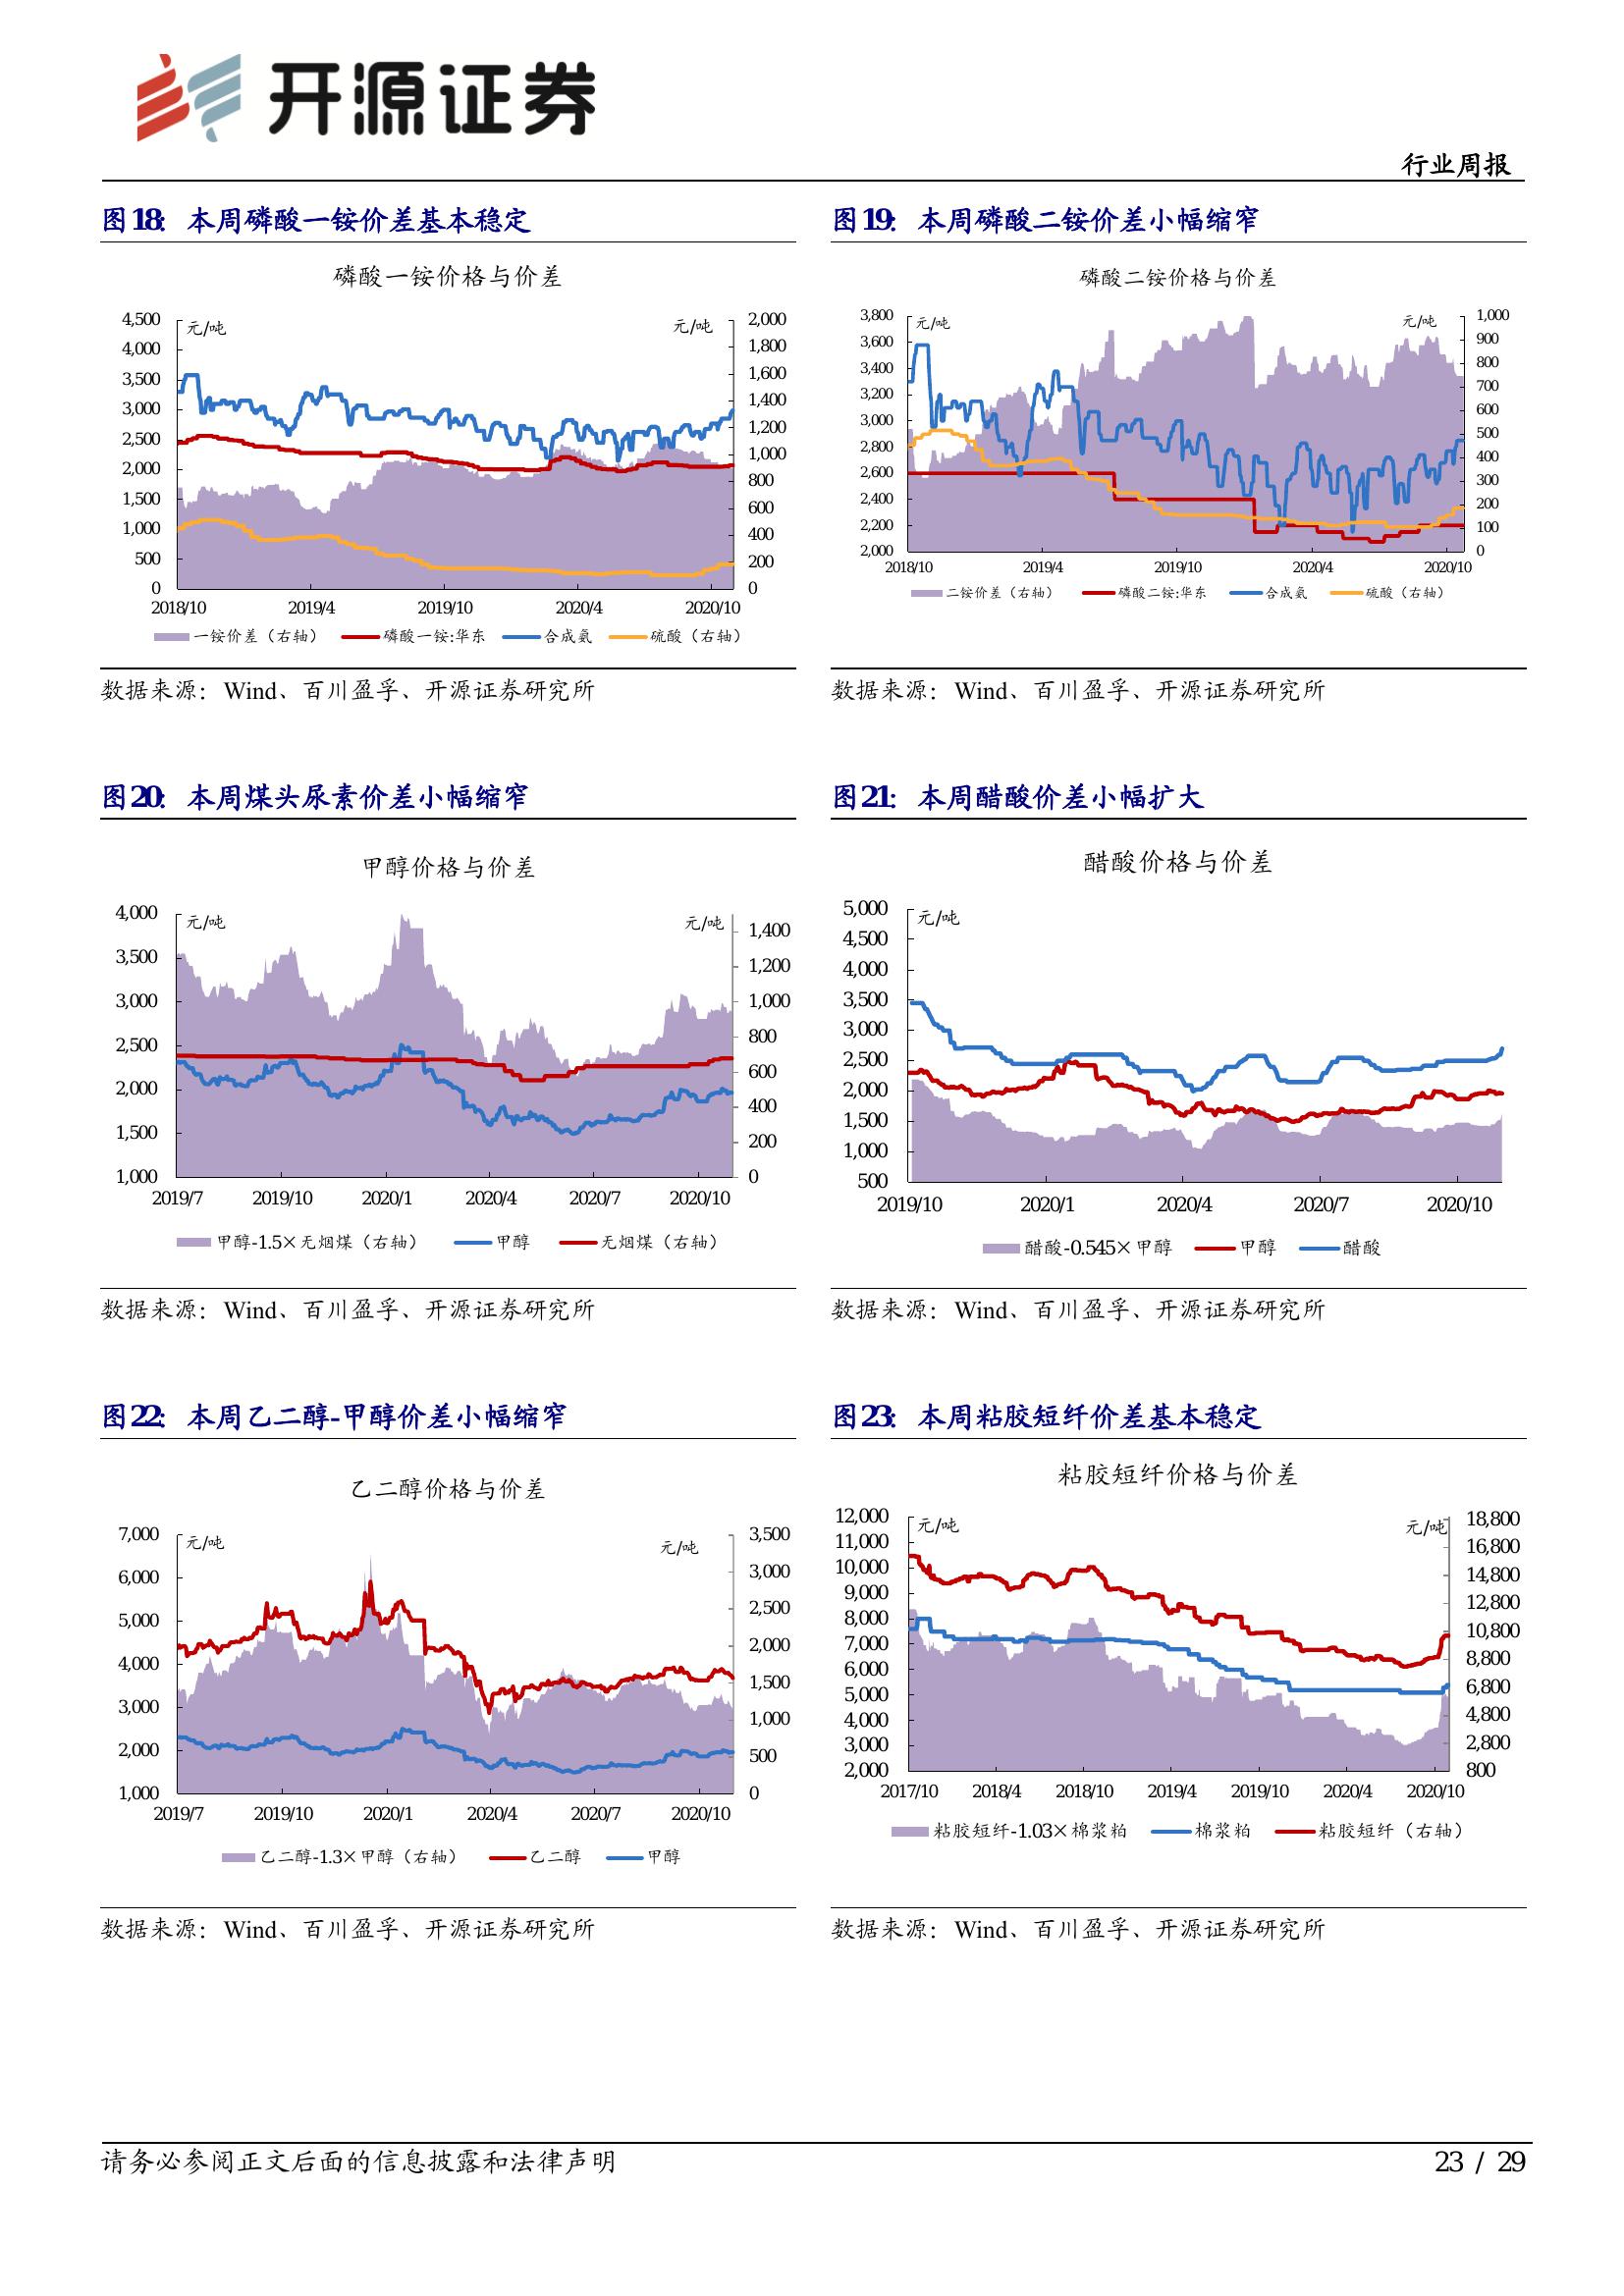 开源证券
行业周报
图18： 本周磷酸一铵价差基本稳定
磷酸一铵价格与价差
元/吨
元/吨
4,500
4,000
3,500
3,000
2,500
2,000
1,500
1,000
500
0
2,000
1,800
1,600
1,400
1,200
1,000
800
600
400
200
0
2018/10 2019/4 2019/10 2020/4 2020/10
一铵价差（右轴） 磷酸一铵:华东 合成氨 硫酸（右轴）
数据来源：Wind、百川盈孚、开源证券研究所
图19： 本周磷酸二铵价差小幅缩窄
磷酸二铵价格与价差
元/吨
元/吨
3,800
3,600
3,400
3,200
3,000
2,800
2,600
2,400
2,200
2,000
1,000
900
800
700
600
500
400
300
200
100
0
2018/10 2019/4 2019/10 2020/4 2020/10
二铵价差（右轴） 磷酸二铵:华东 合成氨 硫酸（右轴）
数据来源：Wind、百川盈孚、开源证券研究所
图20： 本周煤头尿素价差小幅缩窄
甲醇价格与价差
元/吨
元/吨
4,000
3,500
3,000
2,500
2,000
1,500
1,000
1,400
1,200
1,000
800
600
400
200
0
2019/7 2019/10 2020/1 2020/4 2020/7 2020/10
甲醇-1.5×无烟煤（右轴） 甲醇 无烟煤（右轴）
数据来源：Wind、百川盈孚、开源证券研究所
图21： 本周醋酸价差小幅扩大
醋酸价格与价差
元/吨
5,000
4,500
4,000
3,500
3,000
2,500
2,000
1,500
1,000
500
2019/10 2020/1 2020/4 2020/7 2020/10
醋酸-0.545×甲醇 甲醇 醋酸
数据来源：Wind、百川盈孚、开源证券研究所
图22： 本周乙二醇-甲醇价差小幅缩窄
乙二醇价格与价差
元/吨
元/吨
7,000
6,000
5,000
4,000
3,000
2,000
1,000
3,500
3,000
2,500
2,000
1,500
1,000
500
0
2019/7 2019/10 2020/1 2020/4 2020/7 2020/10
乙二醇-1.3×甲醇（右轴） 乙二醇 甲醇
数据来源：Wind、百川盈孚、开源证券研究所
图23： 本周粘胶短纤价差基本稳定
粘胶短纤价格与价差
元/吨
元/吨
12,000
11,000
10,000
9,000
8,000
7,000
6,000
5,000
4,000
3,000
2,000
18,800
16,800
14,800
12,800
10,800
8,800
6,800
4,800
2,800
800
2017/10 2018/4 2018/10 2019/4 2019/10 2020/4 2020/10
粘胶短纤-1.03×棉浆粕 棉浆粕 粘胶短纤（右轴）
数据来源：Wind、百川盈孚、开源证券研究所
请务必参阅正文后面的信息披露和法律声明
23 / 29